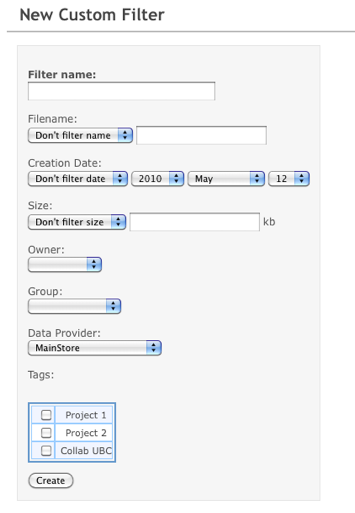 New Custom Filter
Filter name:
Filename:
Don't filter name
Creation Date:
Don't filter date 2010 May 12
Size:
Don't filter size kb
Owner:
Group:
Data Provider:
MainStore
Tags:
Project 1
Project 2
Collab UBC
Create